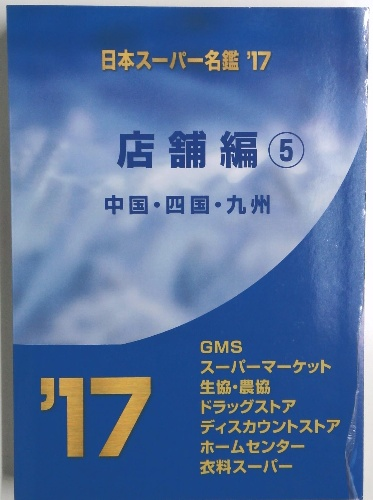 日本スーパー名鑑 '17
店舗編⑤
中国・四国・九州
'17
GMS
スーパーマーケット
生協・農協
ドラッグストア
ディスカウントストア
ホームセンター
衣料スーパー